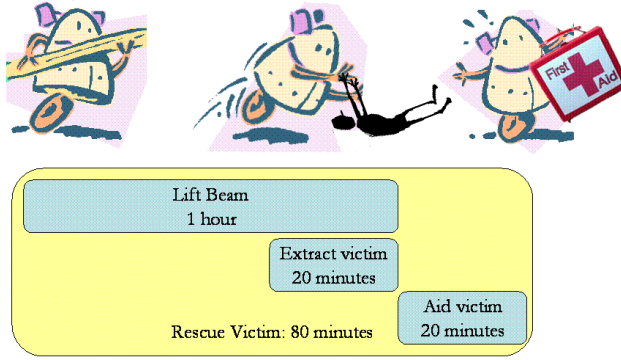 First
Aid
Lift Beam
1 hour
Extract victim
20 minutes
Aid victim
20 minutes
Rescue Victim: 80 minutes